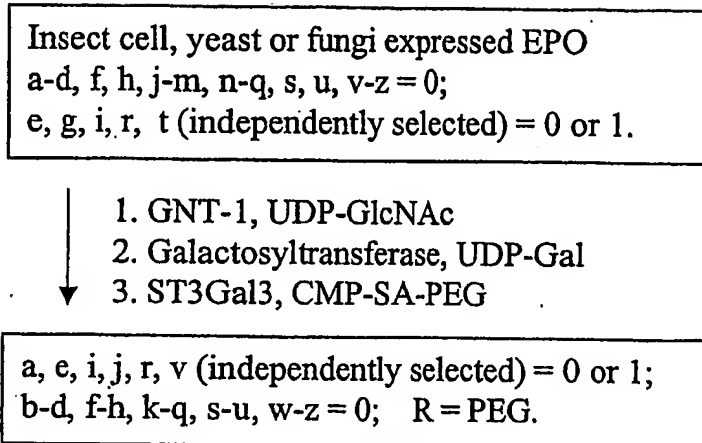 Insect cell, yeast or fungi expressed EPO
a-d, f, h, j-m, n-q, s, u, v-z = 0;
e, g, i, r, t (independently selected) = 0 or 1.
1. GNT-1, UDP-GlcNAc
2. Galactosyltransferase, UDP-Gal
3. ST3Gal3, CMP-SA-PEG
a, e, i, j, r, v (independently selected) = 0 or 1;
b-d, f-h, k-q, s-u, w-z = 0; R = PEG.